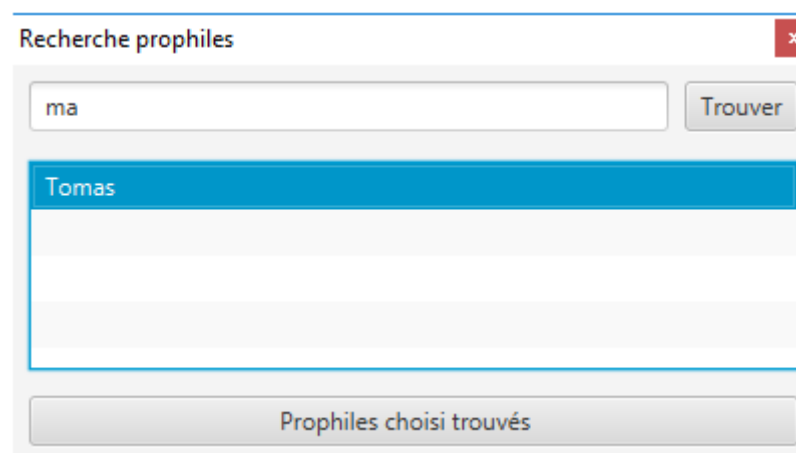 Recherche prophiles
ma
Trouver
Tomas
Prophiles choisi trouvés